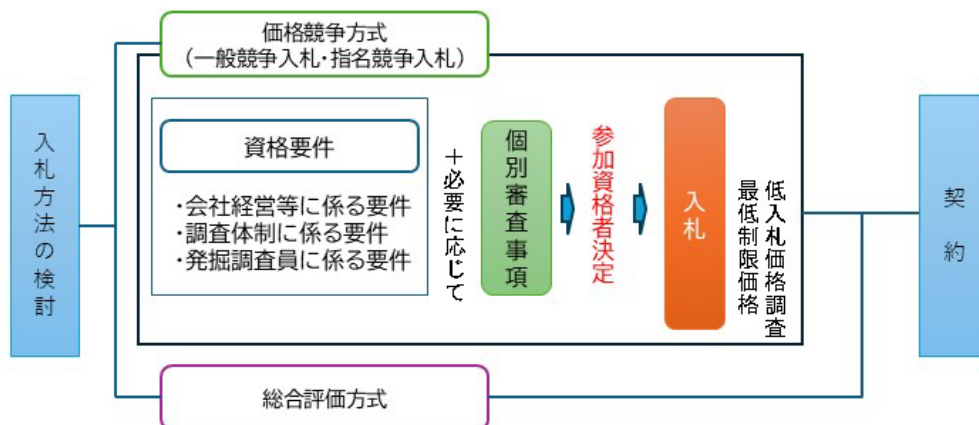 入札方法の検討
価格競争方式
（一般競争入札・指名競争入札）
資格要件
・会社経営等に係る要件
・調査体制に係る要件
・発掘調査員に係る要件
＋必要に応じて
個別審査事項
参加資格者決定
入札
低入札価格調査
最低制限価格
総合評価方式
契約